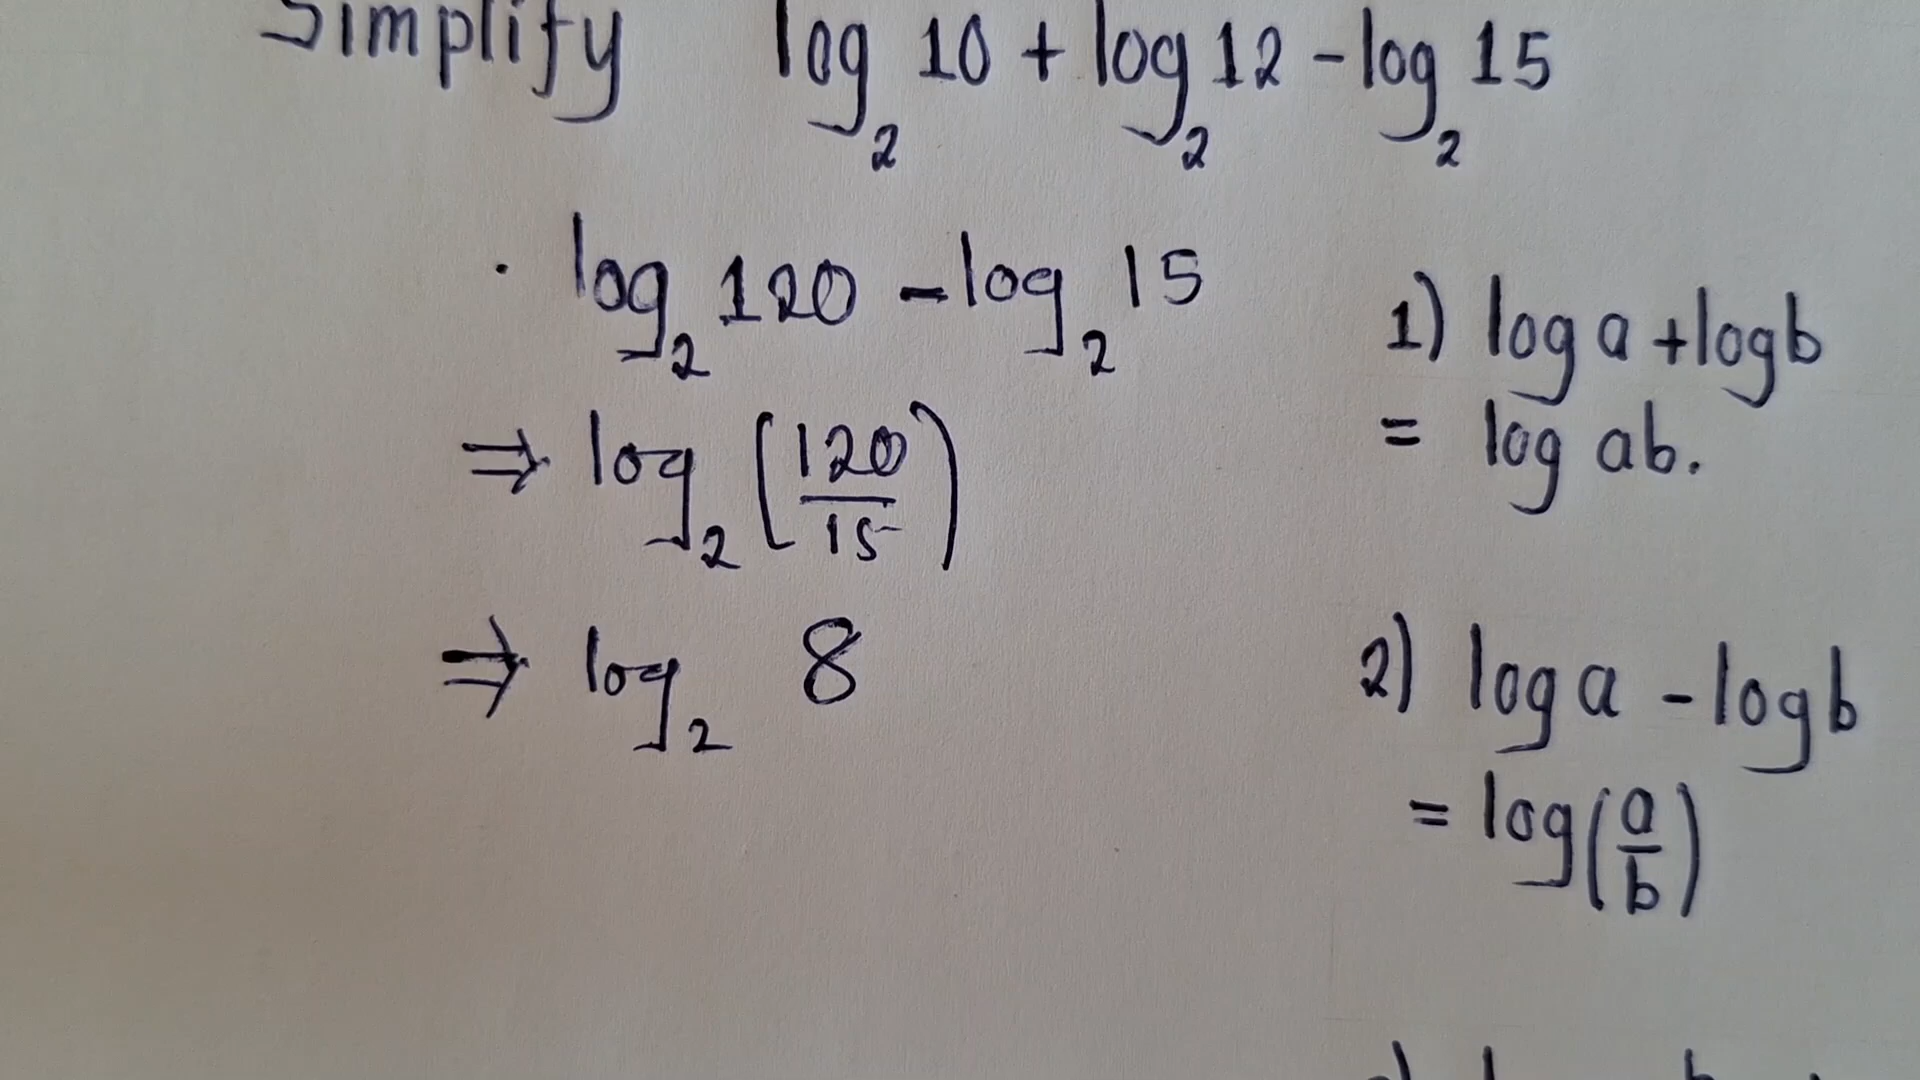 Simplify log₂ 10 + log₂ 12 - log₂ 15
· log₂ 120 - log₂ 15
⇒ log₂ (120/15)
⇒ log₂ 8
1) log a + log b
= log ab.
2) log a - log b
= log(a/b)